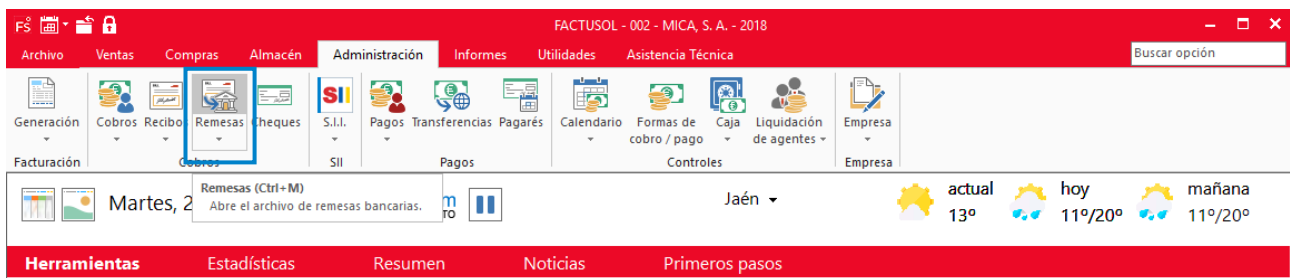 FS
FACTUSOL - 002 - MICA, S. A. - 2018
Archivo Ventas Compras Almacén Administración Informes Utilidades Asistencia Técnica Buscar opción
Generación Cobros Recibos Remesas Cheques S.I.I. Pagos Transferencias Pagarés Calendario Formas de cobro / pago Caja Liquidación de agentes Empresa
Facturación Cobros SII Pagos Controles Empresa
Remesas (Ctrl+M)
Abre el archivo de remesas bancarias.
Martes, 2
Jaén
actual
13º
hoy
11º/20º
mañana
11º/20º
Herramientas Estadísticas Resumen Noticias Primeros pasos